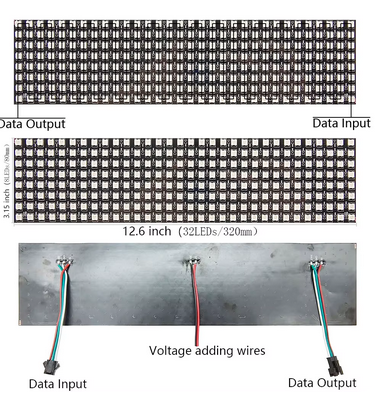 Data Output
Data Input
3.15 inch (8LEDs/80mm)
12.6 inch (32LEDs/320mm)
Voltage adding wires
Data Input
Data Output